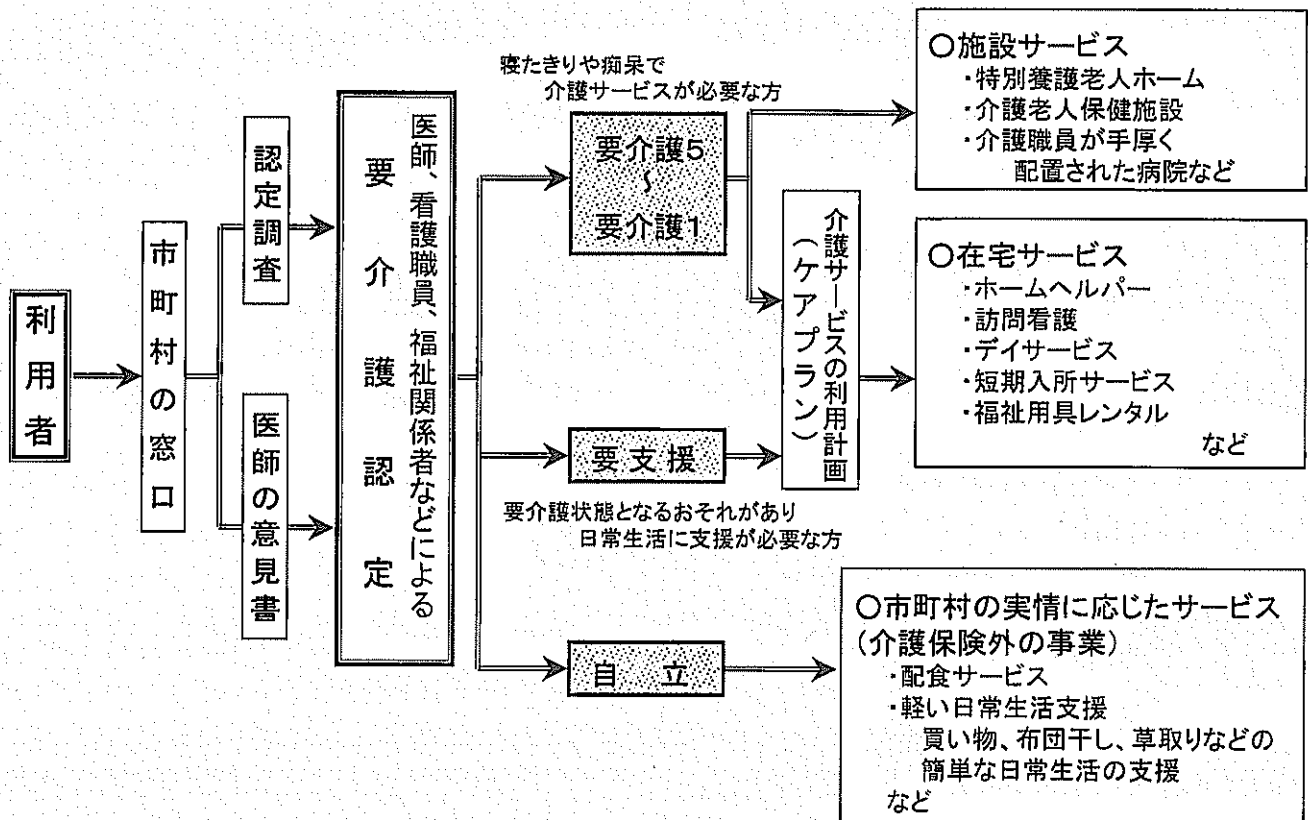 利用者
市町村の窓口
認定調査
医師の意見書
医師、看護職員、福祉関係者などによる
要介護認定
寝たきりや痴呆で
介護サービスが必要な方
要介護5
~
要介護1
要支援
要介護状態となるおそれがあり
日常生活に支援が必要な方
自 立
介護サービスの利用計画
(ケアプラン)
○施設サービス
・特別養護老人ホーム
・介護老人保健施設
・介護職員が手厚く
配置された病院など
○在宅サービス
・ホームヘルパー
・訪問看護
・デイサービス
・短期入所サービス
・福祉用具レンタル
など
○市町村の実情に応じたサービス
(介護保険外の事業)
・配食サービス
・軽い日常生活支援
買い物、布団干し、草取りなどの
簡単な日常生活の支援
など